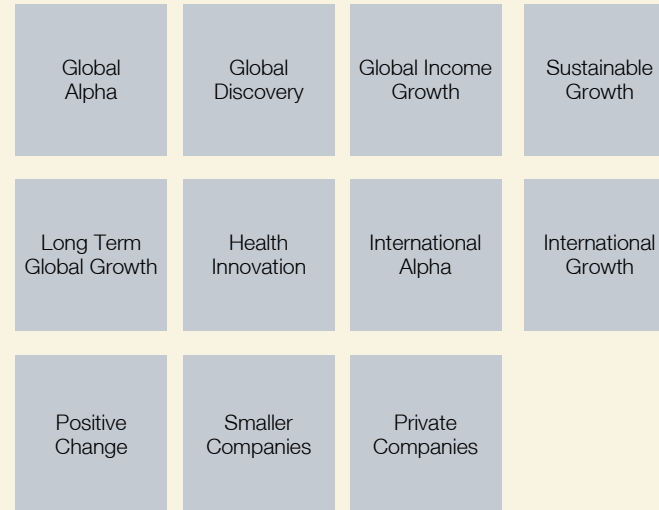 Global
Alpha
Global
Discovery
Global Income
Growth
Sustainable
Growth
Long Term
Global Growth
Health
Innovation
International
Alpha
International
Growth
Positive
Change
Smaller
Companies
Private
Companies